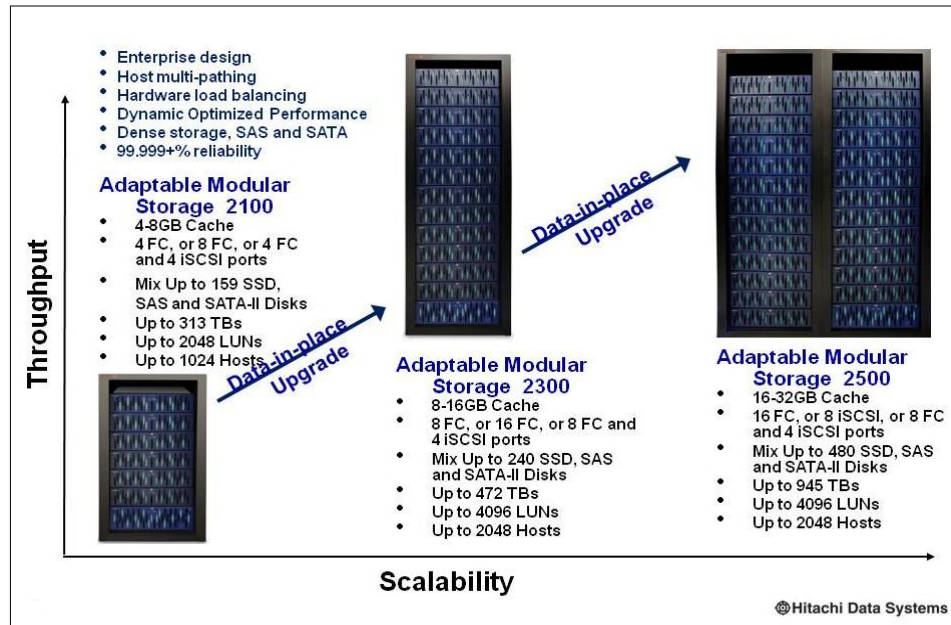 Enterprise design
Host multi-pathing
Hardware load balancing
Dynamic Optimized Performance
Dense storage, SAS and SATA
99.999+% reliability
Adaptable Modular
Storage 2100
4-8GB Cache
4 FC, or 8 FC, or 4 FC
and 4 iSCSI ports
Mix Up to 159 SSD,
SAS and SATA-II Disks
Up to 313 TBs
Up to 2048 LUNs
Up to 1024 Hosts
Data-in-place
Upgrade
Adaptable Modular
Storage 2300
8-16GB Cache
8 FC, or 16 FC, or 8 FC and
4 iSCSI ports
Mix Up to 240 SSD, SAS
and SATA-II Disks
Up to 472 TBs
Up to 4096 LUNs
Up to 2048 Hosts
Data-in-place
Upgrade
Adaptable Modular
Storage 2500
16-32GB Cache
16 FC, or 8 iSCSI, or 8 FC
and 4 iSCSI ports
Mix Up to 480 SSD, SAS
and SATA-II Disks
Up to 945 TBs
Up to 4096 LUNs
Up to 2048 Hosts
Throughput
Scalability
Hitachi Data Systems